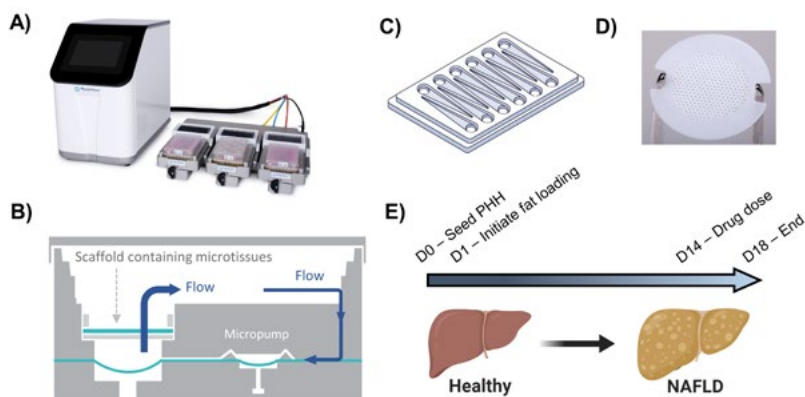 A)
B)
Scaffold containing microtissues
Flow
Flow
Micropump
C)
D)
E)
D0 – Seed PHH
D1 – Initiate fat loading
D14 – Drug dose
D18 – End
Healthy
NAFLD